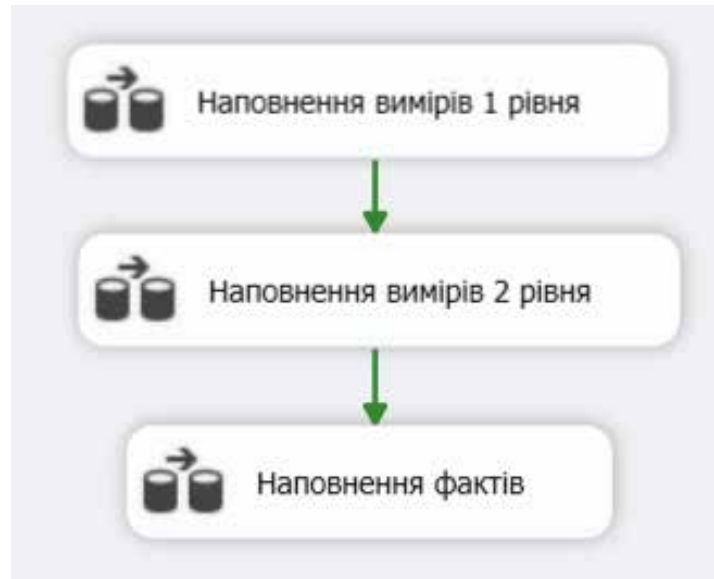 Наповнення вимірів 1 рівня
Наповнення вимірів 2 рівня
Наповнення фактів